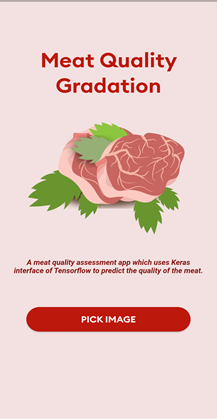 Meat Quality
Gradation
A meat quality assessment app which uses Keras
interface of Tensorflow to predict the quality of the meat.
PICK IMAGE